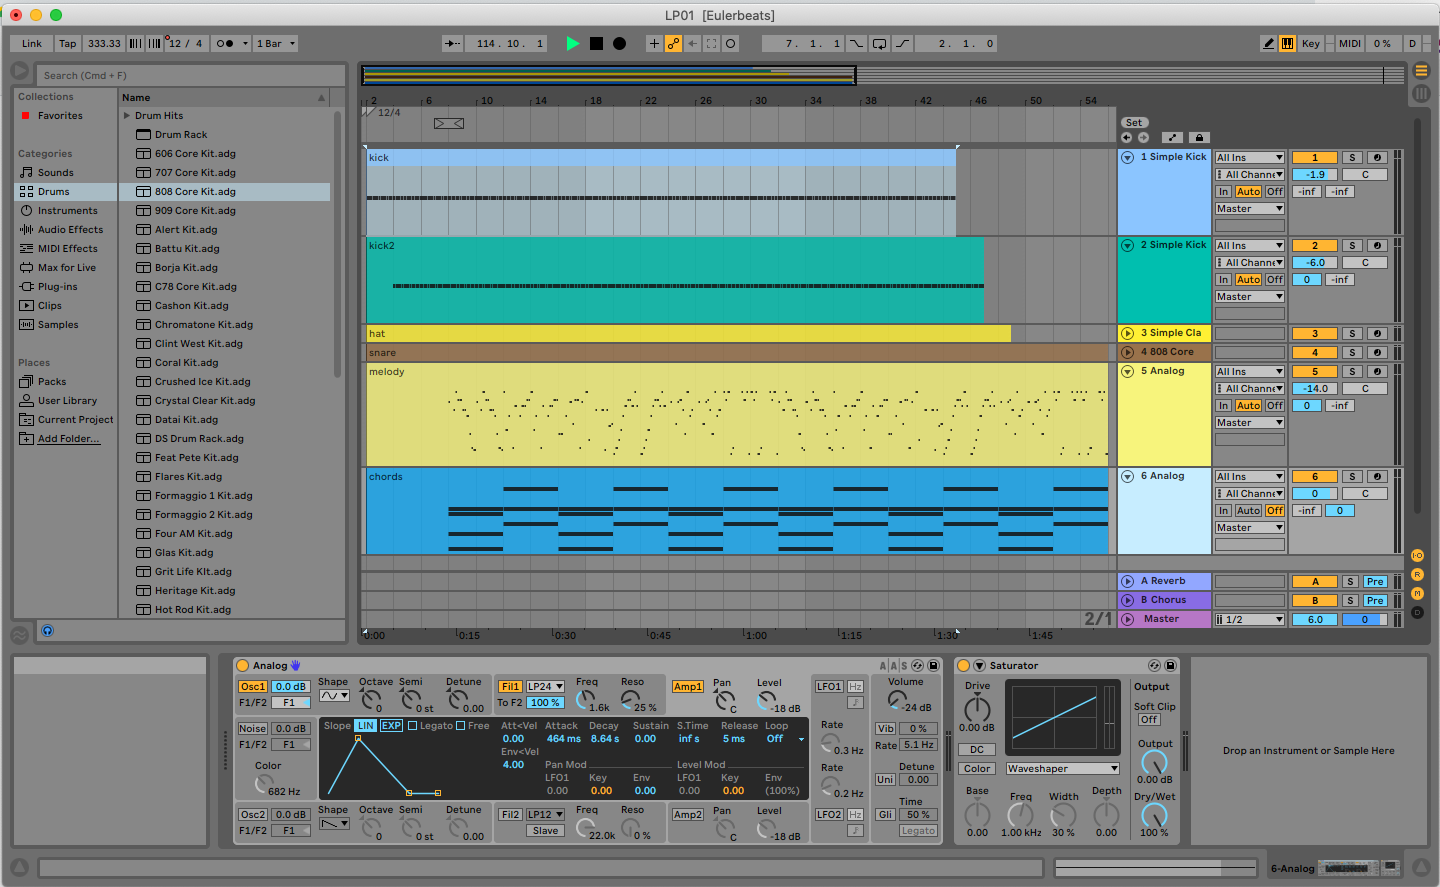 LP01 [Eulerbeats]
Link Tap 333.33 12 / 4 1 Bar 114. 10. 1 7. 1. 1 2. 1. 0 Key MIDI 0 % D
Search (Cmd + F)
Collections
Favorites
Categories
Sounds
Drums
Instruments
Audio Effects
MIDI Effects
Max for Live
Plug-ins
Clips
Samples
Places
Packs
User Library
Current Project
Add Folder...
Name
Drum Hits
Drum Rack
606 Core Kit.adg
707 Core Kit.adg
808 Core Kit.adg
909 Core Kit.adg
Alert Kit.adg
Battu Kit.adg
Borja Kit.adg
C78 Core Kit.adg
Cashon Kit.adg
Chromatone Kit.adg
Clint West Kit.adg
Coral Kit.adg
Crushed Ice Kit.adg
Crystal Clear Kit.adg
Datai Kit.adg
DS Drum Rack.adg
Feat Pete Kit.adg
Flares Kit.adg
Formaggio 1 Kit.adg
Formaggio 2 Kit.adg
Four AM Kit.adg
Glas Kit.adg
Grit Life KIt.adg
Heritage Kit.adg
Hot Rod Kit.adg
2 6 10 14 18 22 26 30 34 38 42 46 50 54
12/4
Set
kick
1 Simple Kick All Ins 1 S
All Channe -1.9 C
In Auto Off -inf -inf
Master
kick2
2 Simple Kick All Ins 2 S
All Channe -6.0 C
In Auto Off 0 -inf
Master
hat
3 Simple Cla 3 S
snare
4 808 Core 4 S
melody
5 Analog All Ins 5 S
All Channe -14.0 C
In Auto Off 0 -inf
Master
chords
6 Analog All Ins 6 S
All Channe 0 C
In Auto Off -inf 0
Master
A Reverb A S Pre
B Chorus B S Pre
2/1 Master 1/2 6.0 0
0:00 0:15 0:30 0:45 1:00 1:15 1:30 1:45
I·O
R
M
D
Analog A A S
Osc1 0.0 dB Shape Octave Semi Detune
F1/F2 F1 0 0 st 0.00
Fil1 LP24 Freq Reso
To F2 100 % 1.6k 25 %
Amp1 Pan Level
C -18 dB
LFO1 Hz
Volume
-24 dB
Noise 0.0 dB
F1/F2 F1
Color
682 Hz
Slope LIN EXP Legato Free Att<Vel Attack Decay Sustain S.Time Release Loop
0.00 464 ms 8.64 s 0.00 inf s 5 ms Off
Env<Vel
4.00 Pan Mod Level Mod
LFO1 Key Env LFO1 Key Env
0.00 0.00 0.00 0.00 0.00 (100%)
Rate
0.3 Hz
Rate
0.2 Hz
Vib 0 %
Rate 5.1 Hz
Detune
Uni 0.00
Time
Gli 50 %
Legato
Osc2 0.0 dB Shape Octave Semi Detune
F1/F2 F1 0 0 st 0.00
Fil2 LP12 Freq Reso
Slave 22.0k 0 %
Amp2 Pan Level
C -18 dB
LFO2 Hz
Saturator
Drive
0.00 dB
DC
Color Waveshaper
Base Freq Width Depth
0.00 1.00 kHz 30 % 0.00
Output
Soft Clip
Off
Output
0.00 dB
Dry/Wet
100 %
Drop an Instrument or Sample Here
6-Analog